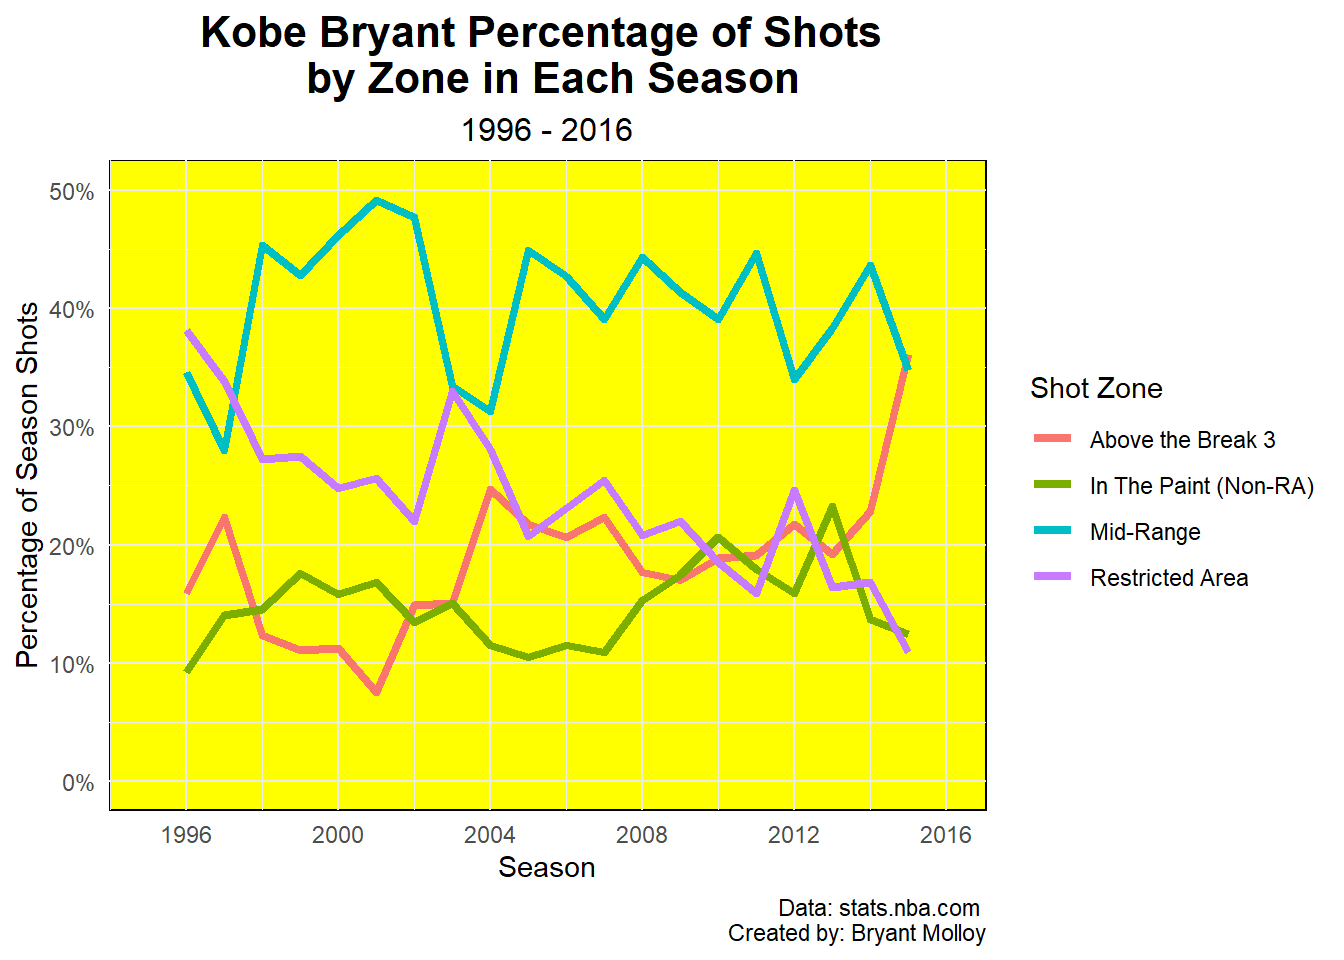 Kobe Bryant Percentage of Shots
by Zone in Each Season
1996 - 2016
50%
40%
30%
20%
10%
0%
Percentage of Season Shots
1996
2000
2004
2008
2012
2016
Season
Shot Zone
Above the Break 3
In The Paint (Non-RA)
Mid-Range
Restricted Area
Data: stats.nba.com
Created by: Bryant Molloy